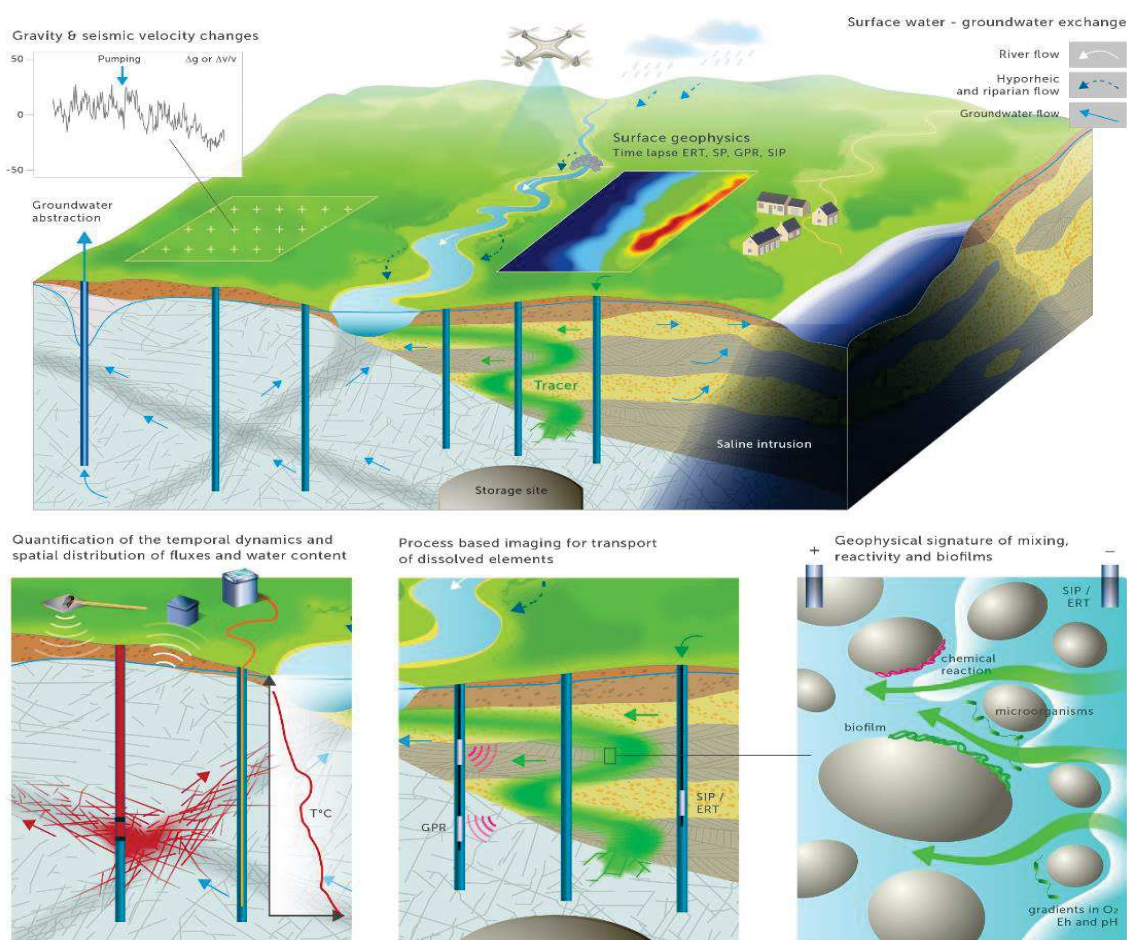 Gravity & seismic velocity changes
50
Pumping
Δg or Δv/v
0
-50
Surface water - groundwater exchange
River flow
Hyporheic
and riparian flow
Groundwater flow
Surface geophysics
Time lapse ERT, SP, GPR, SIP
Groundwater
abstraction
Tracer
Saline intrusion
Storage site
Quantification of the temporal dynamics and
spatial distribution of fluxes and water content
T°C
Process based imaging for transport
of dissolved elements
GPR
SIP /
ERT
Geophysical signature of mixing,
reactivity and biofilms
+
–
SIP /
ERT
chemical
reaction
microorganisms
biofilm
gradients in O₂
Eh and pH